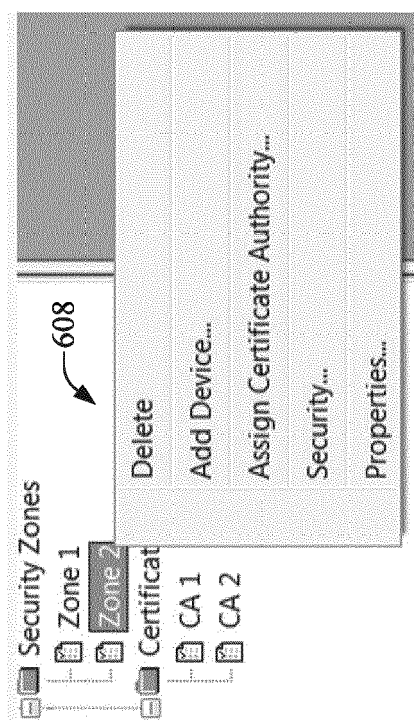 Security Zones
Zone 1
Zone 2
Certificat
CA 1
CA 2
608
Delete
Add Device...
Assign Certificate Authority...
Security...
Properties...